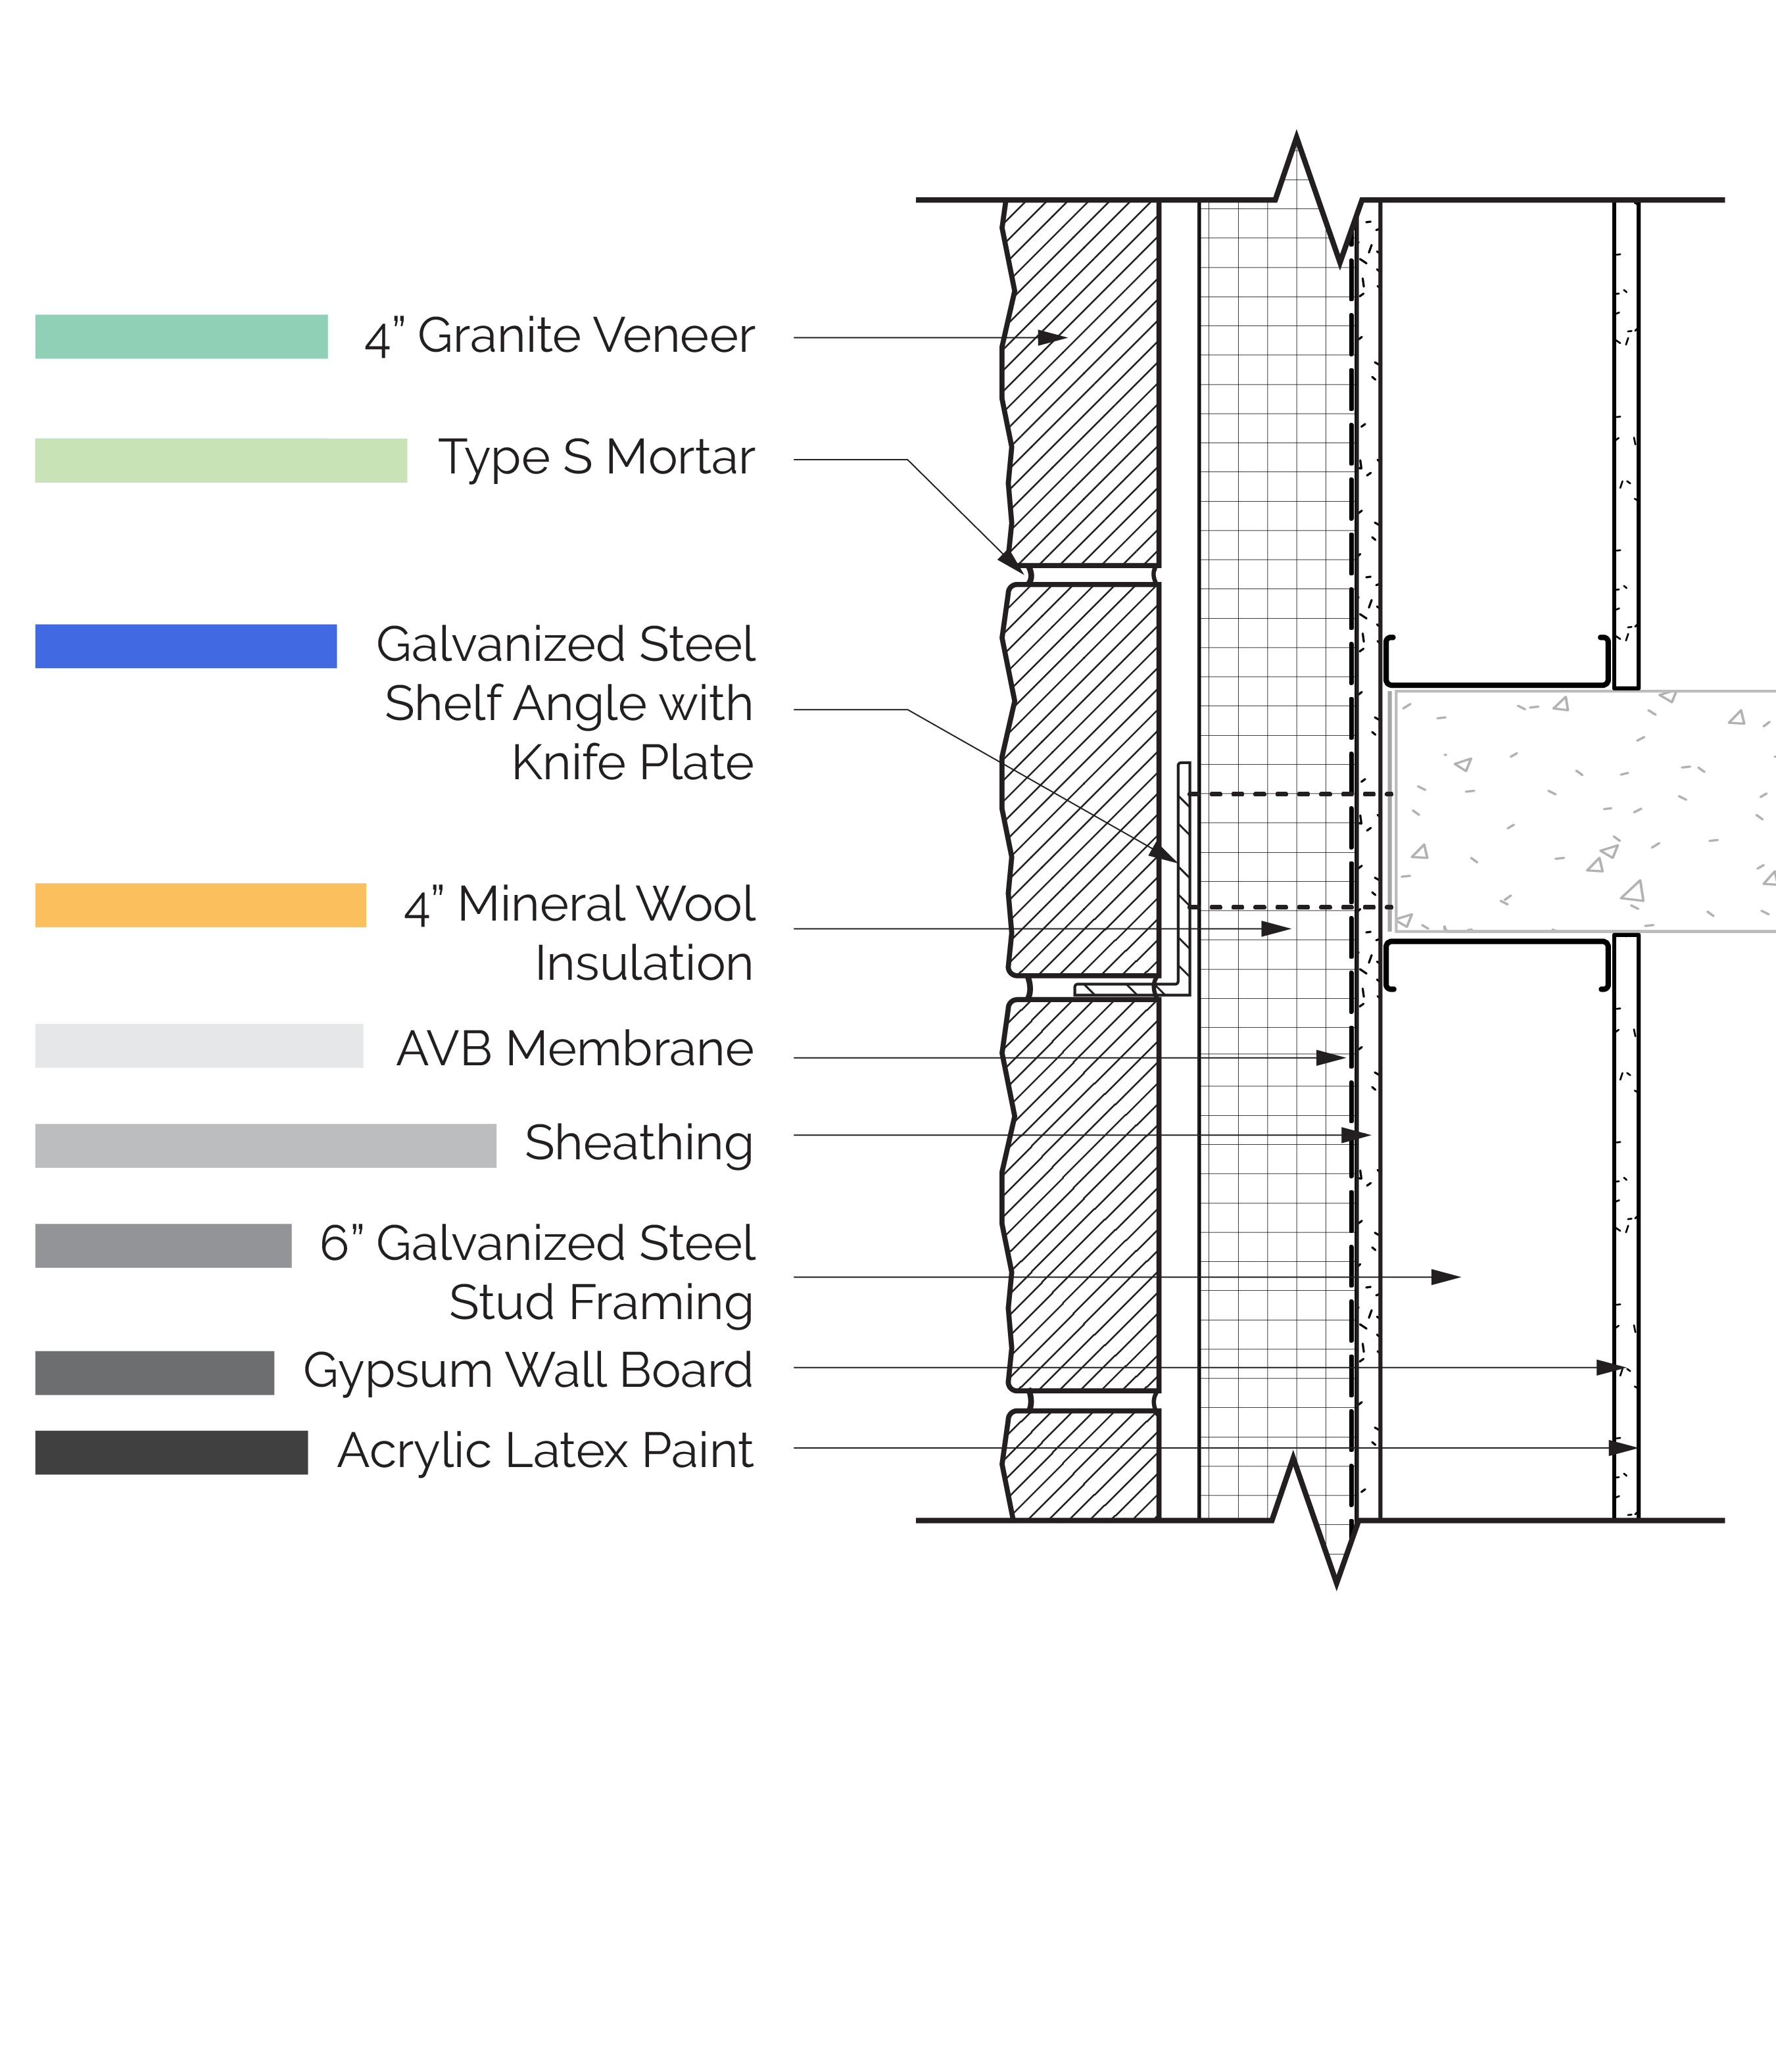 4” Granite Veneer
Type S Mortar
Galvanized Steel
Shelf Angle with
Knife Plate
4” Mineral Wool
Insulation
AVB Membrane
Sheathing
6” Galvanized Steel
Stud Framing
Gypsum Wall Board
Acrylic Latex Paint